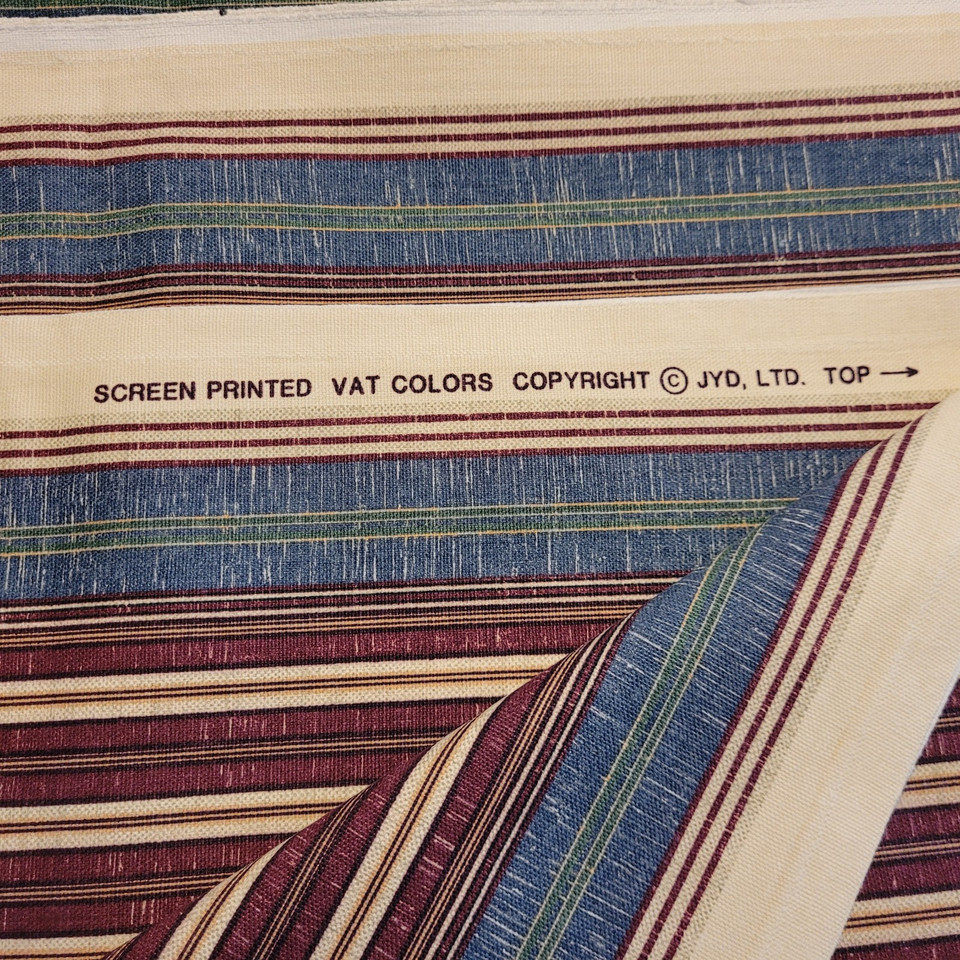 SCREEN PRINTED VAT COLORS COPYRIGHT © JYD, LTD. TOP →